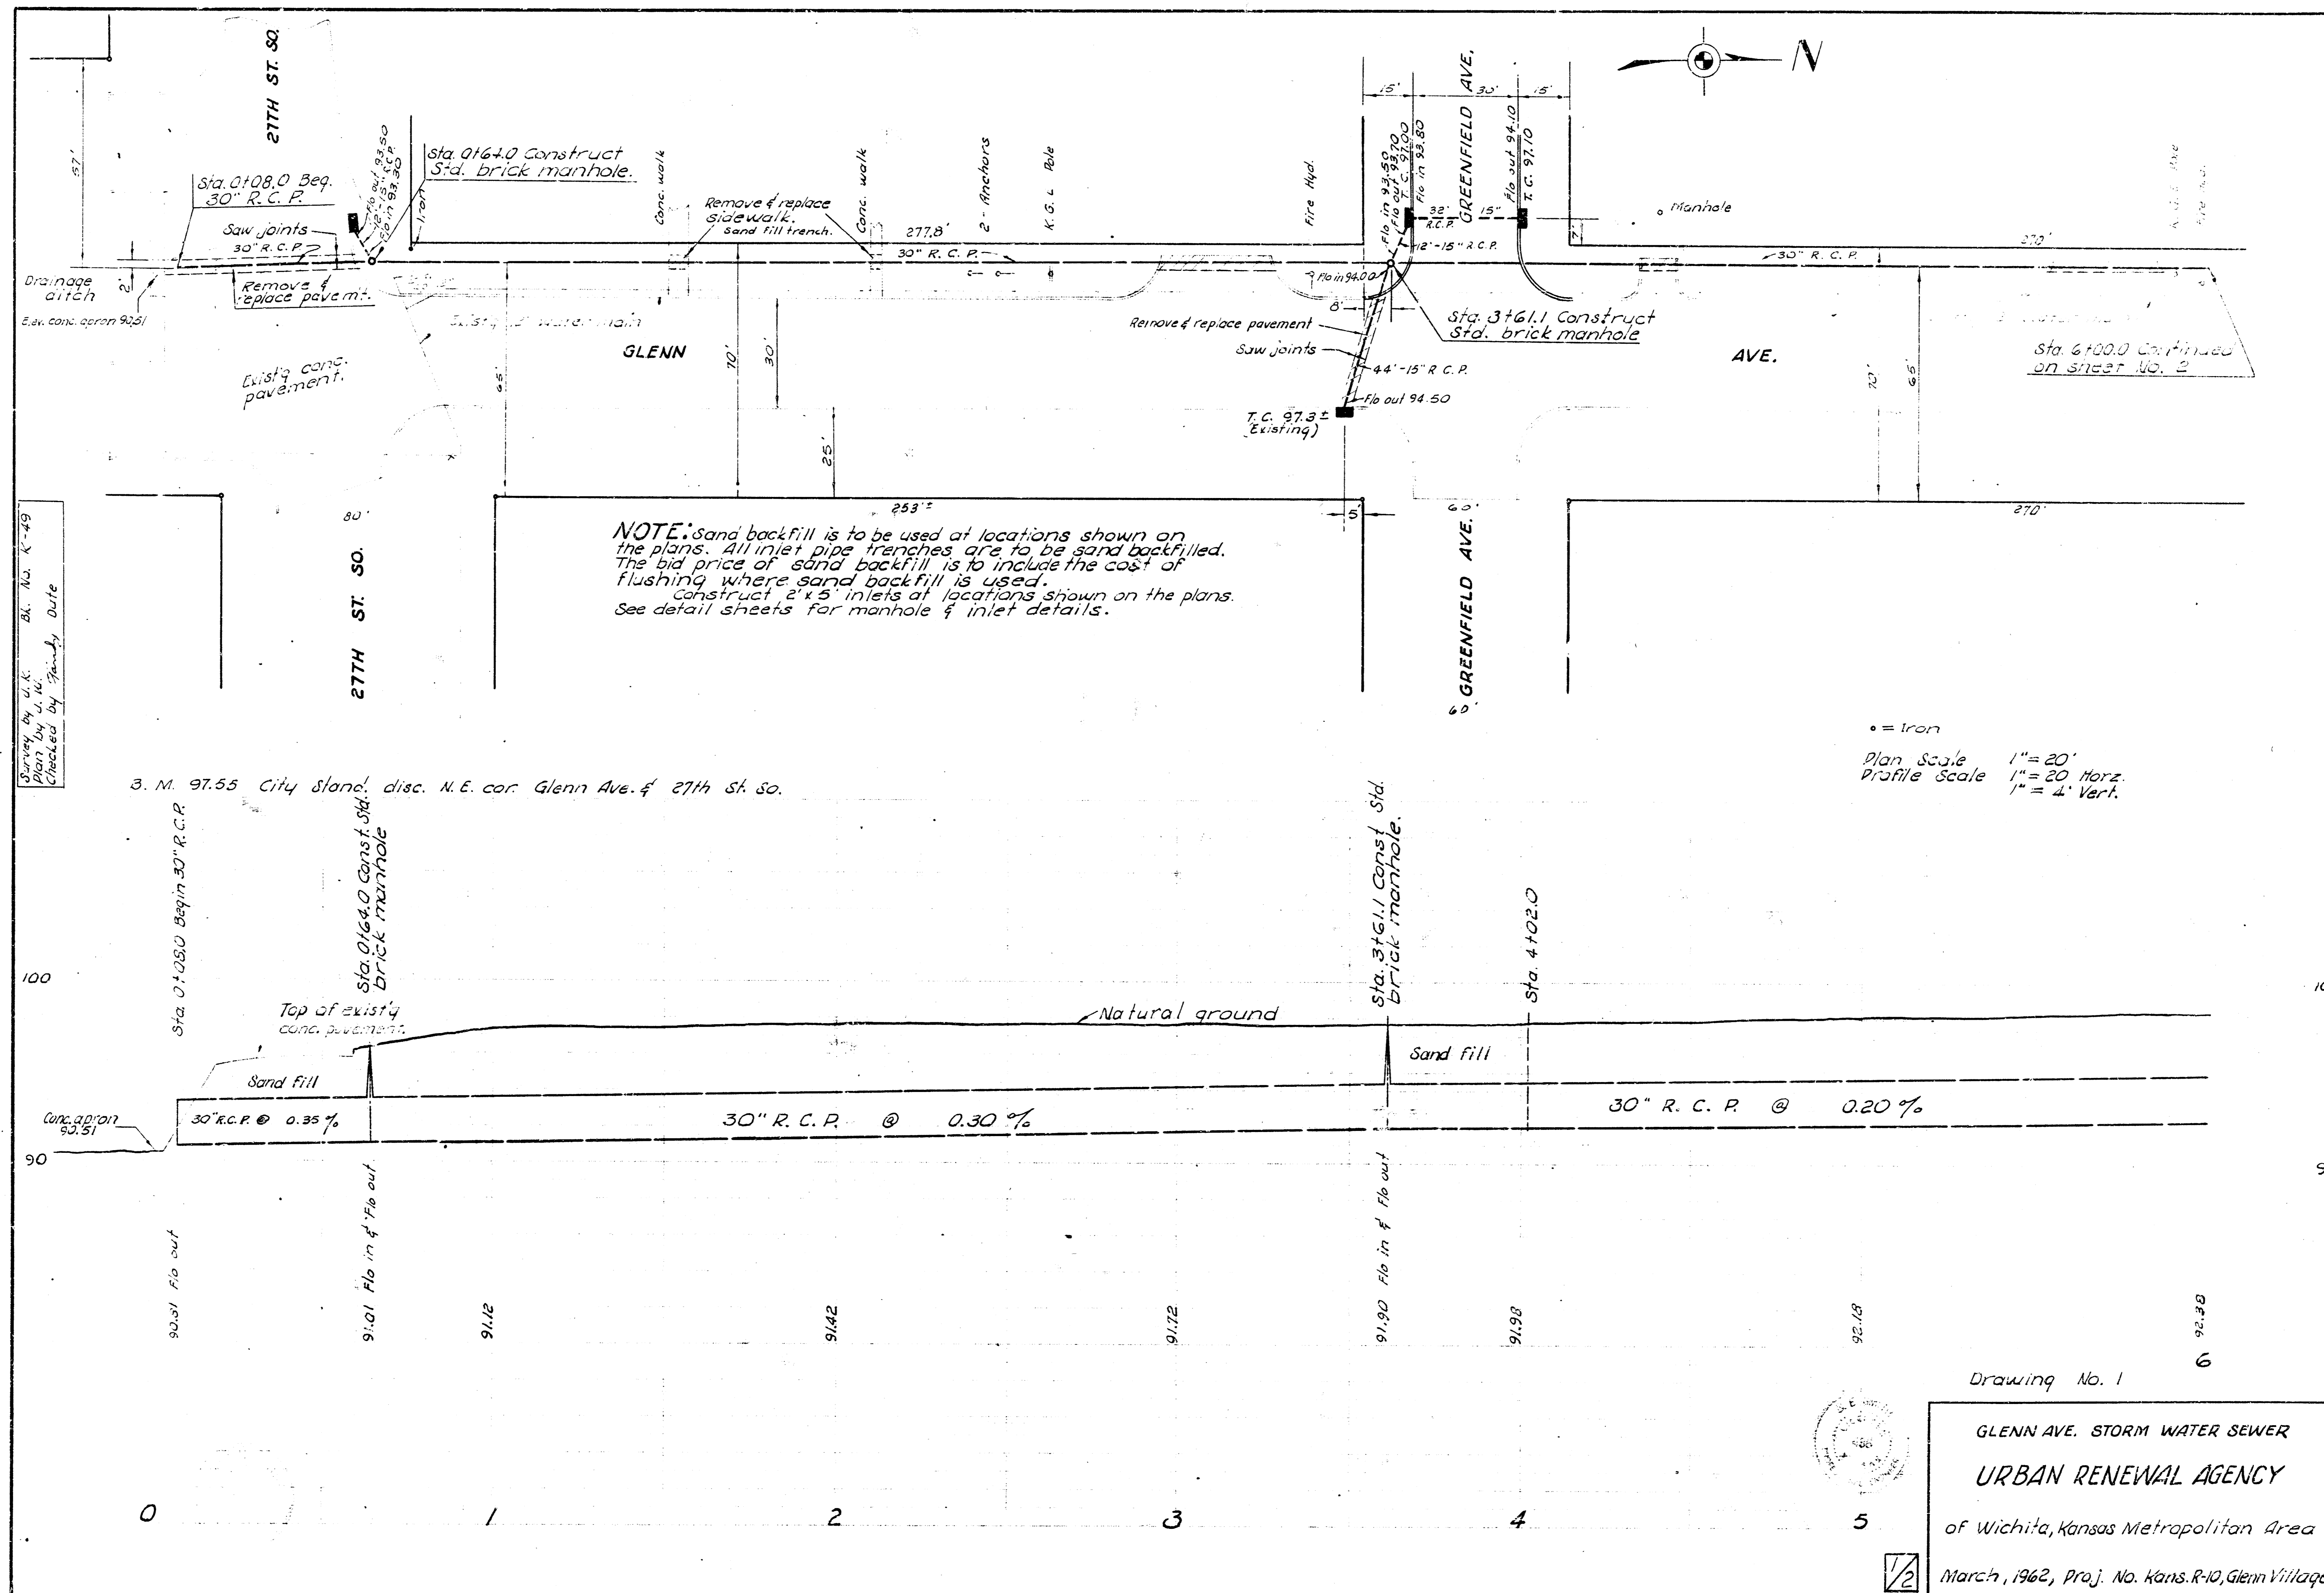 27TH ST. SO.
57'
Sta. 0+08.0 Beg.
30" R. C. P.
Saw joints
30" R.C.P.
Drainage
ditch
2'
Elev. conc. apron 90.51
Remove &
replace pavem't.
Flo out 93.50
12'-15" R.C.P.
Flo in 93.30
Sta. 0+64.0 Construct
Std. brick manhole.
Iron
Conc. walk
Remove & replace
sidewalk.
Sand fill trench.
Conc. walk
277.8'
30" R. C. P.
2 - Anchors
K.G.E. Pole
Fire Hyd.
15'
30'
15'
GREENFIELD AVE.
Flo in 93.50
Flo out 93.70
T. C. 97.00
Flo in 93.80
Flo out 94.10
T. C. 97.10
32' 15"
R.C.P.
12'-15" R.C.P.
Flo in 94.00
8'
7'
Manhole
N
Fire Hyd.
270'
30" R. C. P.
Exist'g water main
Exist'g conc.
pavement.
GLENN
AVE.
65'
70'
30'
25'
Remove & replace pavement
Saw joints
44'-15" R.C.P.
Flo out 94.50
T. C. 97.3±
(Existing)
Sta. 3+61.1 Construct
Std. brick manhole
70'
65'
Sta. 6+00.0 Continued
on sheet No. 2
80'
253'±
5'
60'
270'
27TH ST. SO.
GREENFIELD AVE.
60'
NOTE: Sand backfill is to be used at locations shown on
the plans. All inlet pipe trenches are to be sand backfilled.
The bid price of sand backfill is to include the cost of
flushing where sand backfill is used.
Construct 2'x5' inlets at locations shown on the plans.
See detail sheets for manhole & inlet details.
Survey by J.K. Bk. No. K-49
Plan by J.K.
Checked by Date
= Iron
Plan Scale 1"=20'
Profile Scale 1"=20 Horz.
1"= 4' Vert.
B. M. 97.55 City Stand. disc. N.E. cor. Glenn Ave. & 27th St. So.
Sta. 0+08.0 Begin 30" R.C.P.
Sta. 0+64.0 Const. Std.
brick manhole
Sta. 3+61.1 Const Std.
brick manhole.
Sta. 4+02.0
100
Top of exist'g
conc. pavement.
Natural ground
Sand fill
Sand fill
Conc. apron
90.51
30" R.C.P. @ 0.35 %
30" R. C. P. @ 0.30 %
30" R. C. P. @ 0.20 %
90
90.81 Flo out
91.01 Flo in & Flo out
91.12
91.42
91.72
91.90 Flo in & Flo out
91.98
92.18
92.38
0
1
2
3
4
5
6
Drawing No. 1
GLENN AVE. STORM WATER SEWER
URBAN RENEWAL AGENCY
of Wichita, Kansas Metropolitan Area
1/2
March, 1962, Proj. No. Kans. R-10, Glenn Village